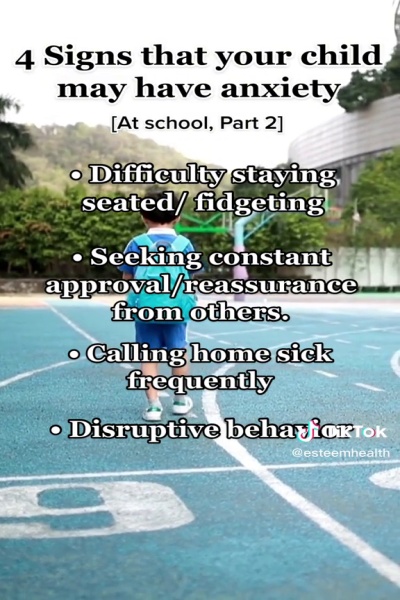 4 Signs that your child
may have anxiety
[At school, Part 2]
• Difficulty staying
seated/ fidgeting
• Seeking constant
approval/reassurance
from others.
• Calling home sick
frequently
• Disruptive behavior
TikTok
@esteemhealth
9